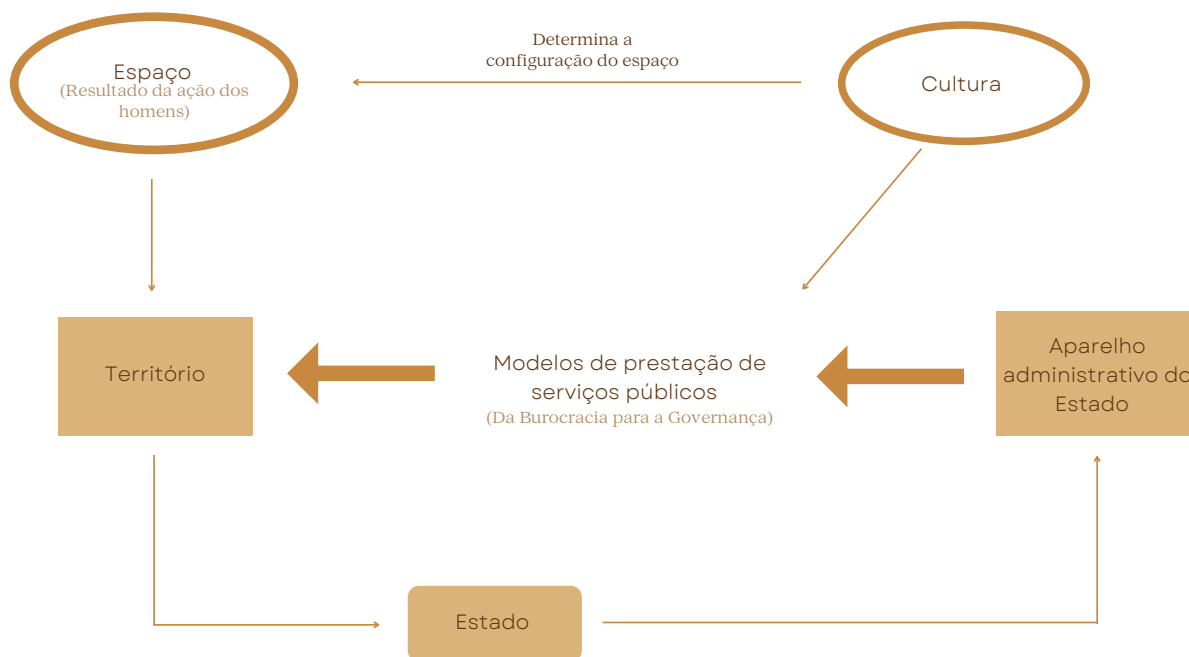 Determina a
configuração do espaço
Espaço
(Resultado da ação dos
homens)
Cultura
Território
Modelos de prestação de
serviços públicos
(Da Burocracia para a Governança)
Aparelho
administrativo do
Estado
Estado